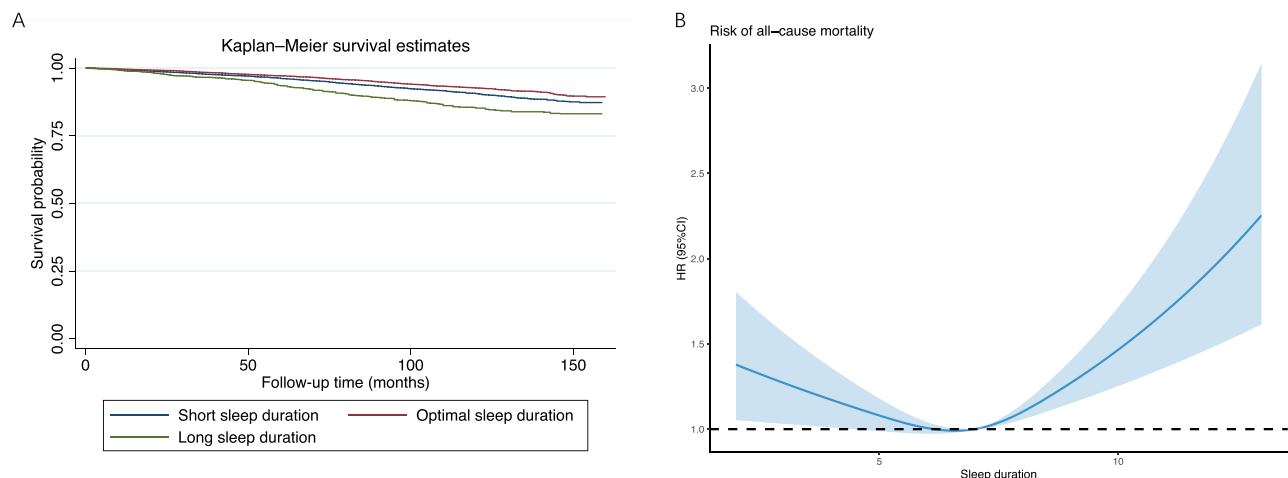 A
Kaplan–Meier survival estimates
Survival probability
1.00
0.75
0.50
0.25
0.00
0
50
100
150
Follow-up time (months)
Short sleep duration
Optimal sleep duration
Long sleep duration
B
Risk of all–cause mortality
HR (95%CI)
3.0
2.5
2.0
1.5
1.0
5
10
Sleep duration